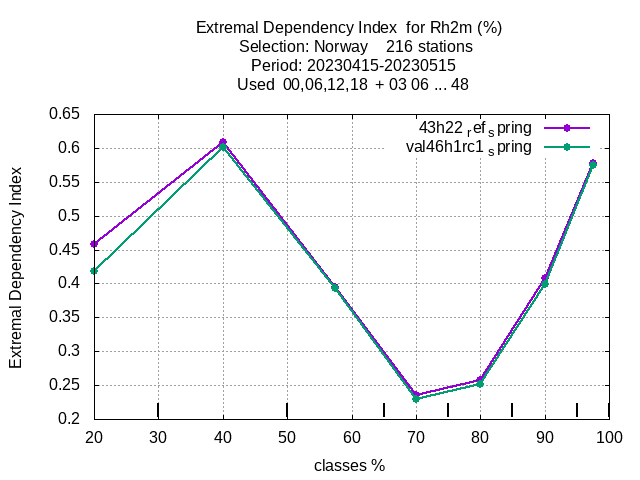 Extremal Dependency Index for Rh2m (%)
Selection: Norway 216 stations
Period: 20230415-20230515
Used 00,06,12,18 + 03 06 ... 48
43h22 ref spring
val46h1rc1 spring
Extremal Dependency Index
0.65
0.6
0.55
0.5
0.45
0.4
0.35
0.3
0.25
0.2
20 30 40 50 60 70 80 90 100
classes %